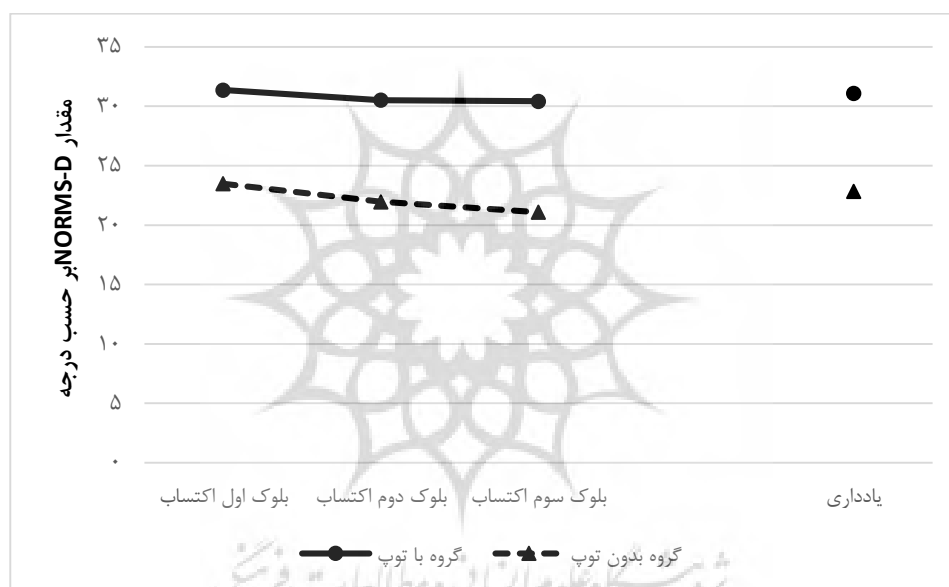 مقدار NORMS-D بر حسب درجه
۳۵
۳۰
۲۵
۲۰
۱۵
۱۰
۵
۰
بلوک اول اکتساب
بلوک دوم اکتساب
بلوک سوم اکتساب
یادداری
گروه با توپ
گروه بدون توپ